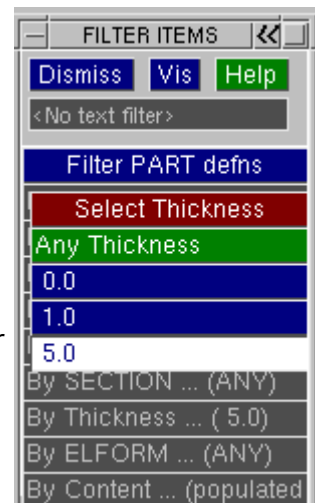 FILTER ITEMS
Dismiss Vis Help
<No text filter>
Filter PART defns
Select Thickness
Any Thickness
0.0
1.0
5.0
By SECTION ... (ANY)
By Thickness ... ( 5.0)
By ELFORM ... (ANY)
By Content ... (populated